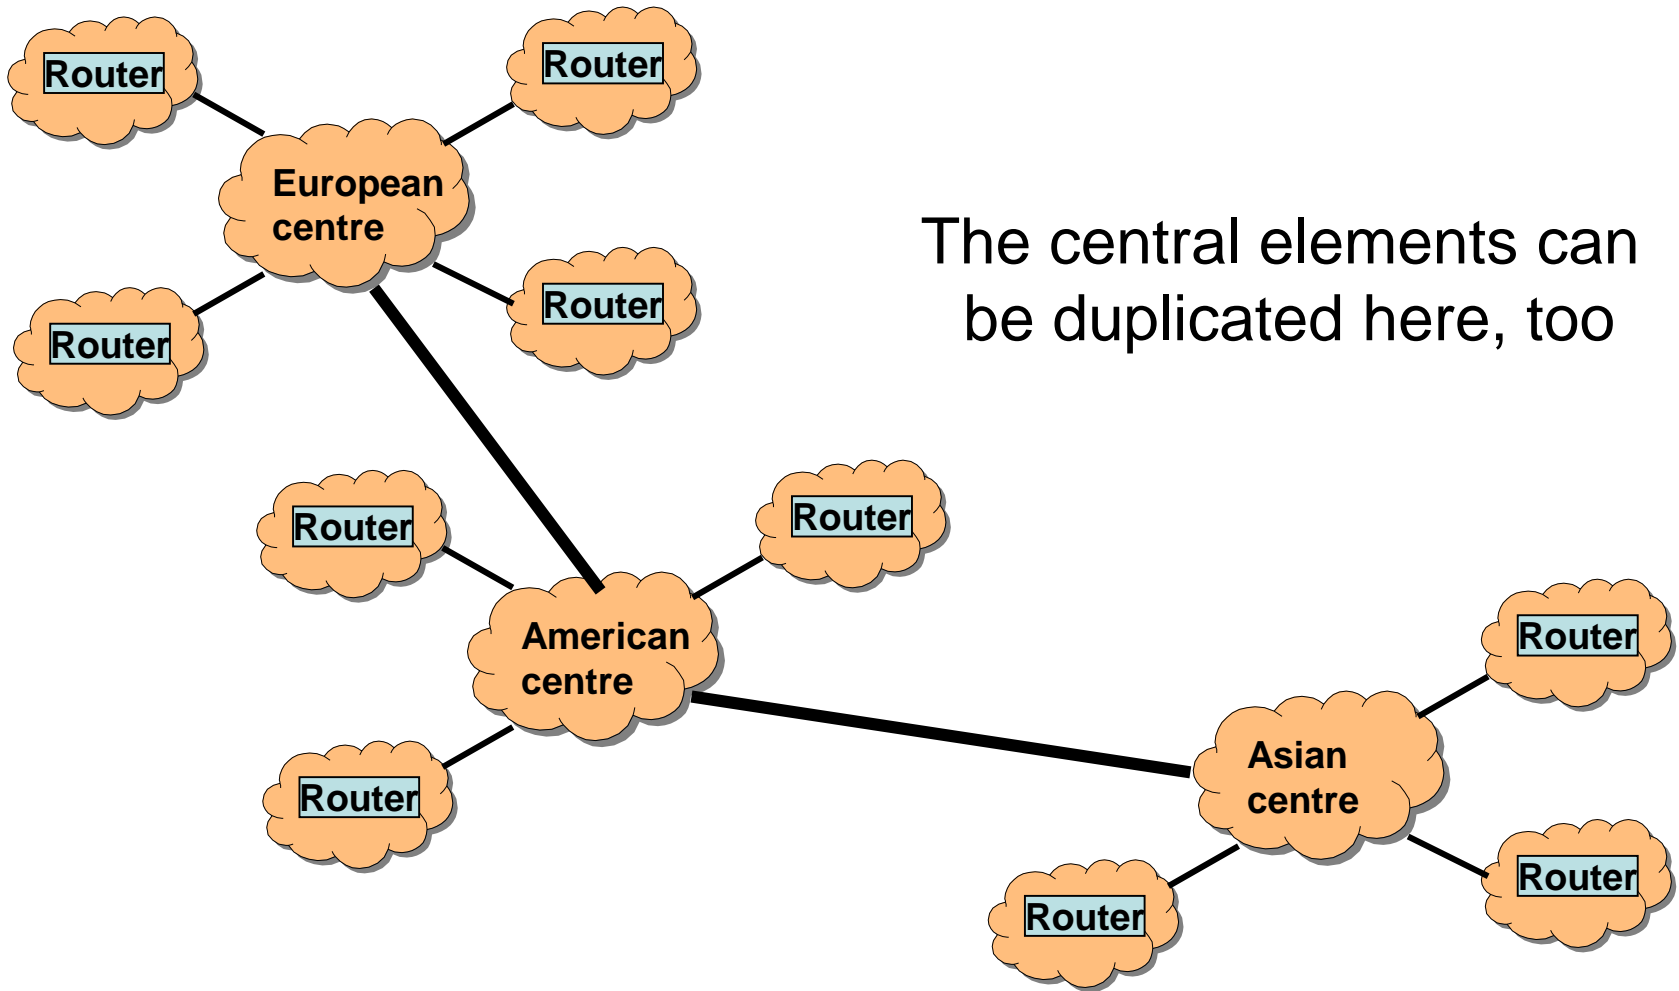 Router
Router
European
centre
Router
Router
The central elements can
be duplicated here, too
Router
Router
American
centre
Router
Router
Asian
centre
Router
Router